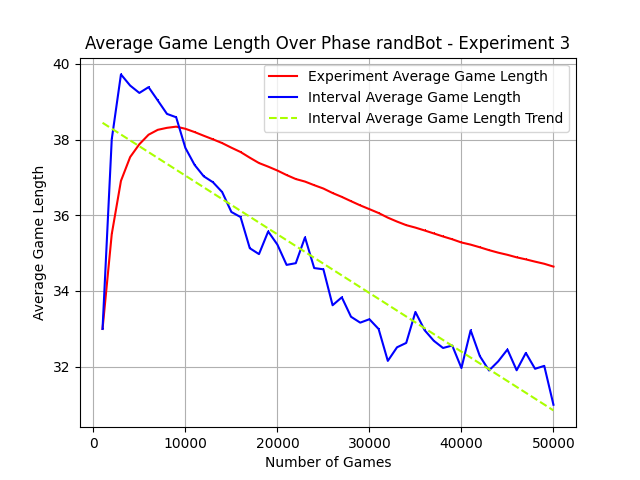 Average Game Length Over Phase randBot - Experiment 3
Experiment Average Game Length
Interval Average Game Length
Interval Average Game Length Trend
Average Game Length
40
38
36
34
32
0 10000 20000 30000 40000 50000
Number of Games